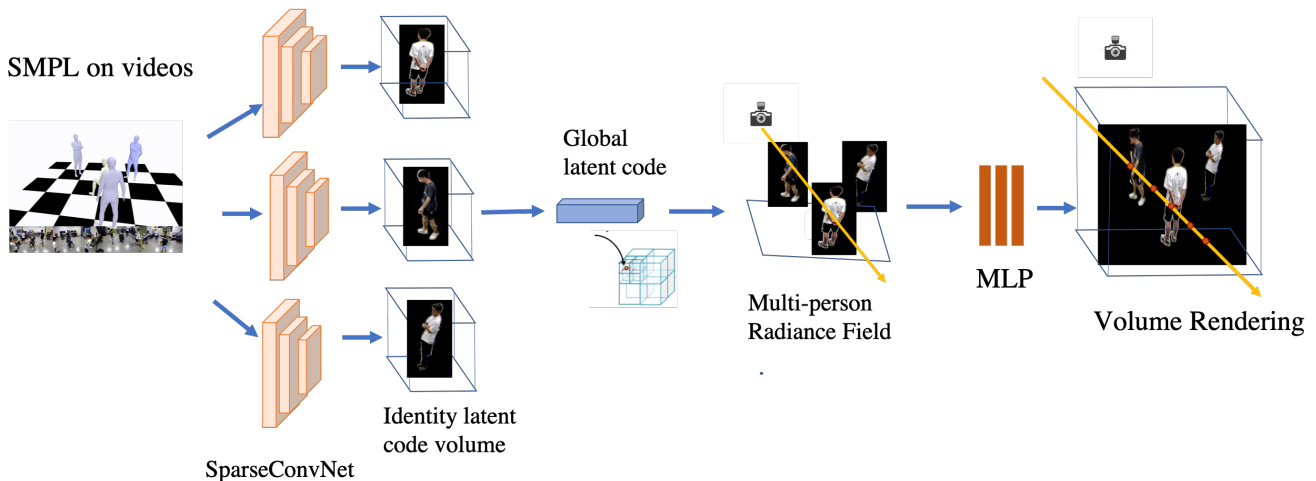 SMPL on videos
SparseConvNet
Identity latent
code volume
Global
latent code
Multi-person
Radiance Field
MLP
Volume Rendering